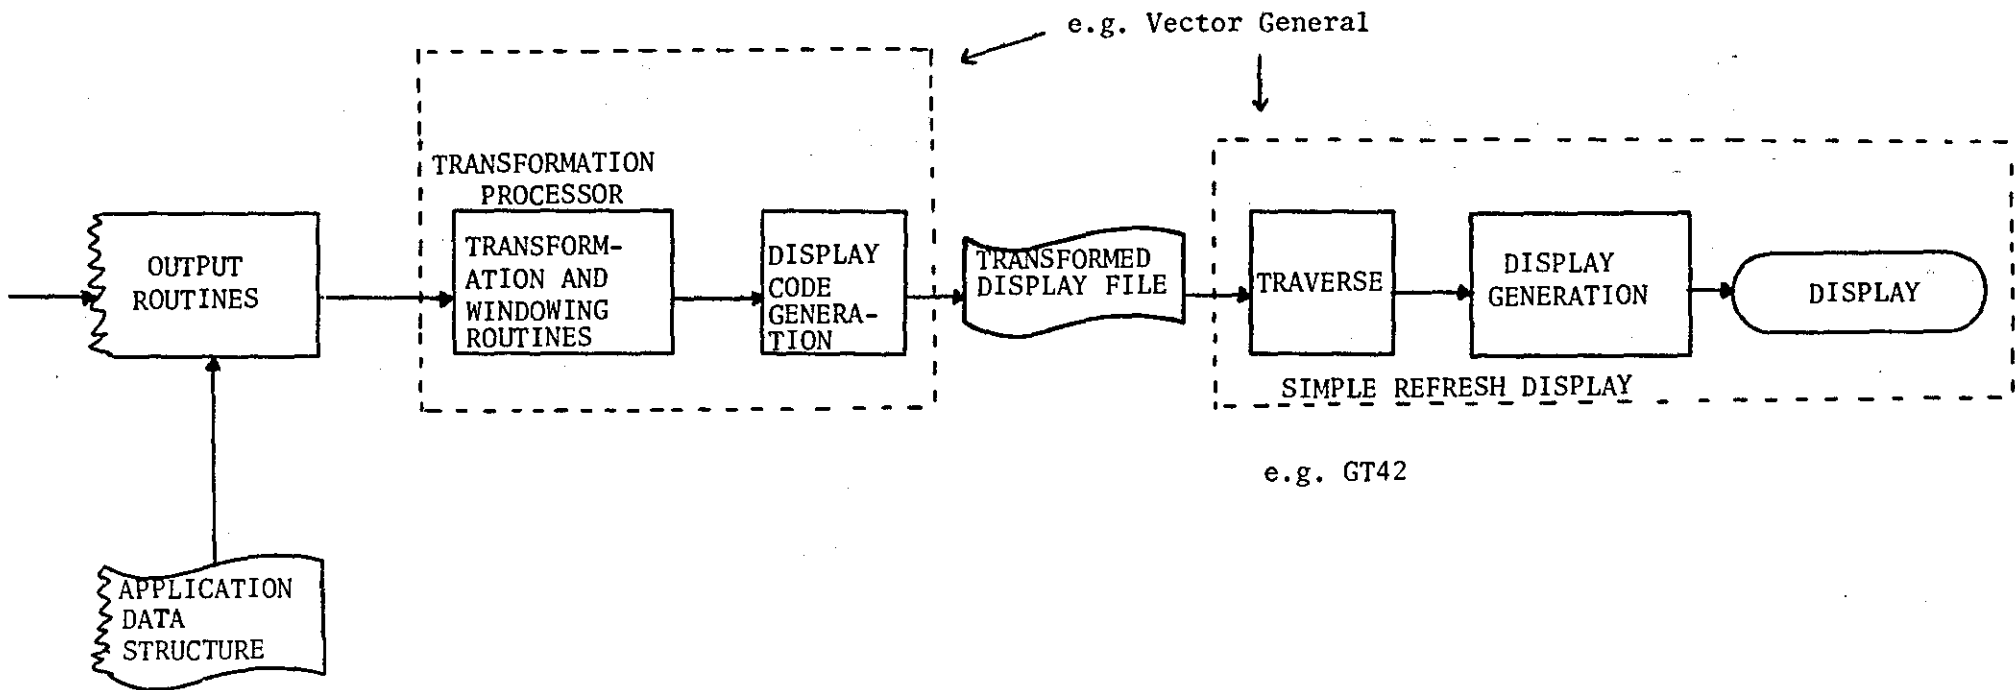 e.g. Vector General
TRANSFORMATION
PROCESSOR
OUTPUT
ROUTINES
TRANSFORM-
ATION AND
WINDOWING
ROUTINES
DISPLAY
CODE
GENERA-
TION
TRANSFORMED
DISPLAY FILE
TRAVERSE
DISPLAY
GENERATION
DISPLAY
SIMPLE REFRESH DISPLAY
e.g. GT42
APPLICATION
DATA
STRUCTURE